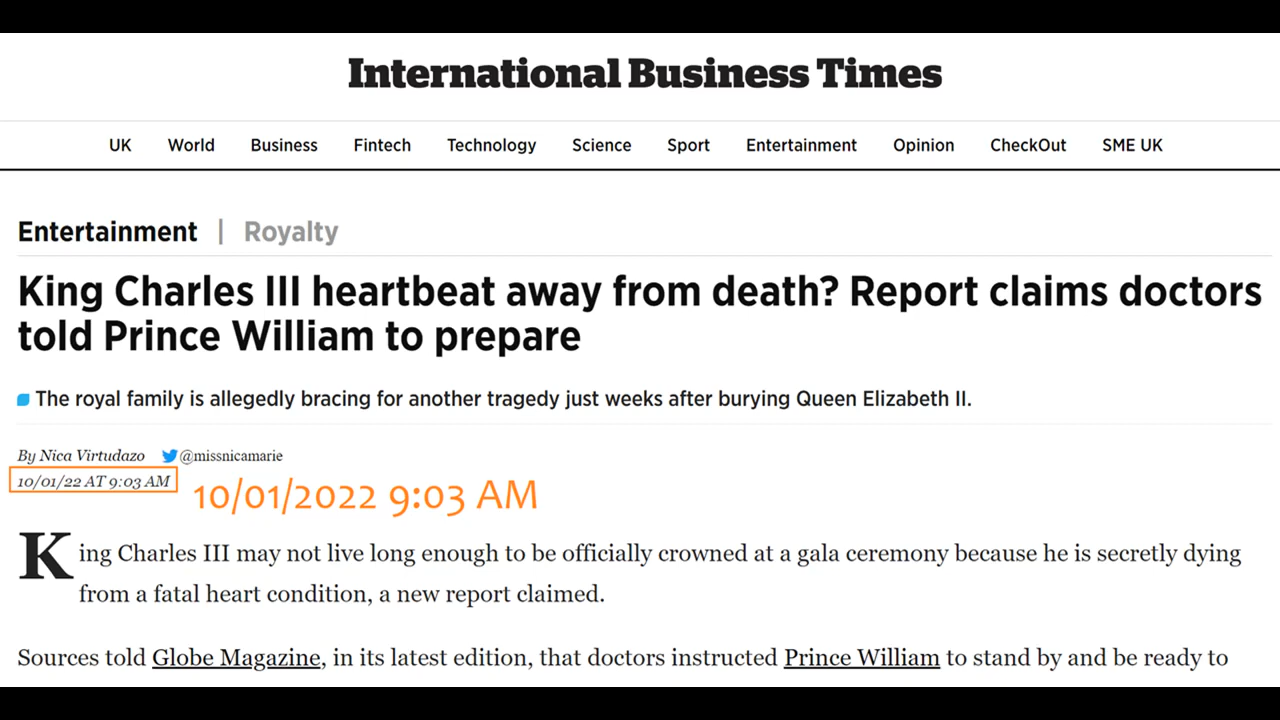 International Business Times
UK World Business Fintech Technology Science Sport Entertainment Opinion CheckOut SME UK
Entertainment | Royalty
King Charles III heartbeat away from death? Report claims doctors
told Prince William to prepare
The royal family is allegedly bracing for another tragedy just weeks after burying Queen Elizabeth II.
By Nica Virtudazo @missnicamarie
10/01/22 AT 9:03 AM
10/01/2022 9:03 AM
King Charles III may not live long enough to be officially crowned at a gala ceremony because he is secretly dying
from a fatal heart condition, a new report claimed.
Sources told Globe Magazine, in its latest edition, that doctors instructed Prince William to stand by and be ready to